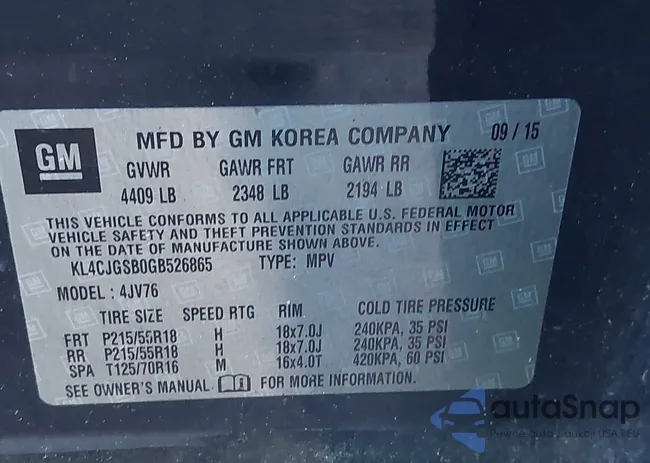 GM
MFD BY GM KOREA COMPANY 09 / 15
GVWR GAWR FRT GAWR RR
4409 LB 2348 LB 2194 LB
THIS VEHICLE CONFORMS TO ALL APPLICABLE U.S. FEDERAL MOTOR
VEHICLE SAFETY AND THEFT PREVENTION STANDARDS IN EFFECT
ON THE DATE OF MANUFACTURE SHOWN ABOVE.
KL4CJGSB0GB526865 TYPE: MPV
MODEL : 4JV76
TIRE SIZE SPEED RTG RIM COLD TIRE PRESSURE
FRT P215/55R18 H 18x7.0J 240KPA, 35 PSI
RR P215/55R18 H 18x7.0J 240KPA, 35 PSI
SPA T125/70R16 M 16x4.0T 420KPA, 60 PSI
SEE OWNER'S MANUAL FOR MORE INFORMATION.
autoSnap